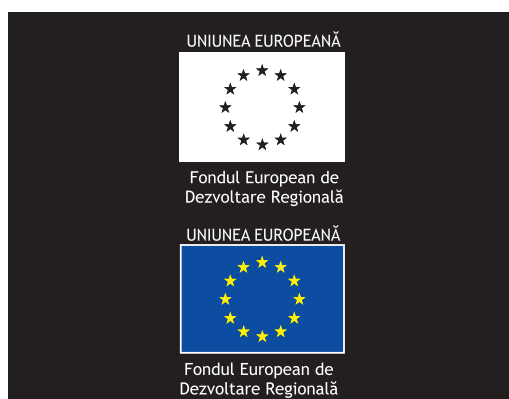 UNIUNEA EUROPEANĂ
Fondul European de
Dezvoltare Regională
UNIUNEA EUROPEANĂ
Fondul European de
Dezvoltare Regională